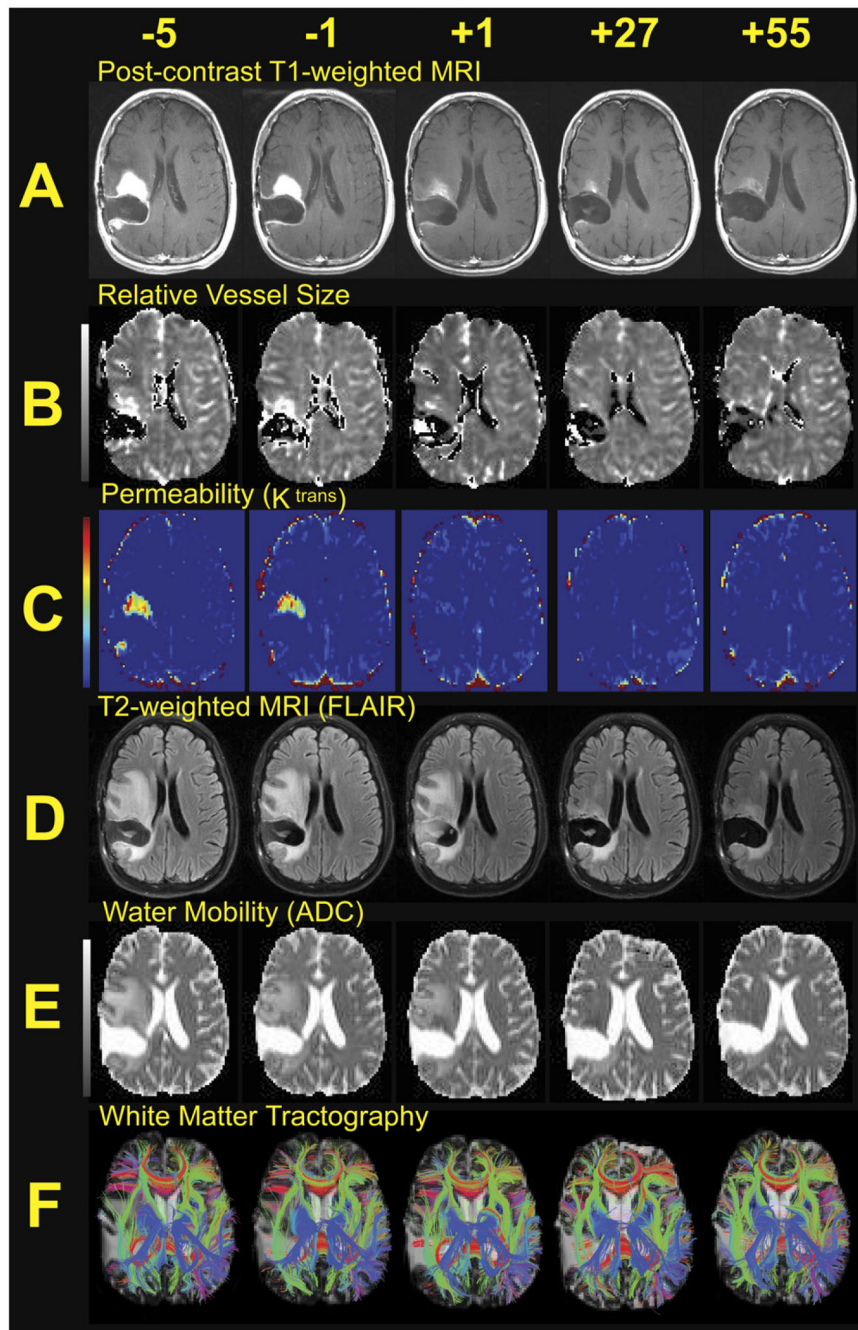 -5 -1 +1 +27 +55
Post-contrast T1-weighted MRI
A
Relative Vessel Size
B
Permeability (K trans)
C
T2-weighted MRI (FLAIR)
D
Water Mobility (ADC)
E
White Matter Tractography
F